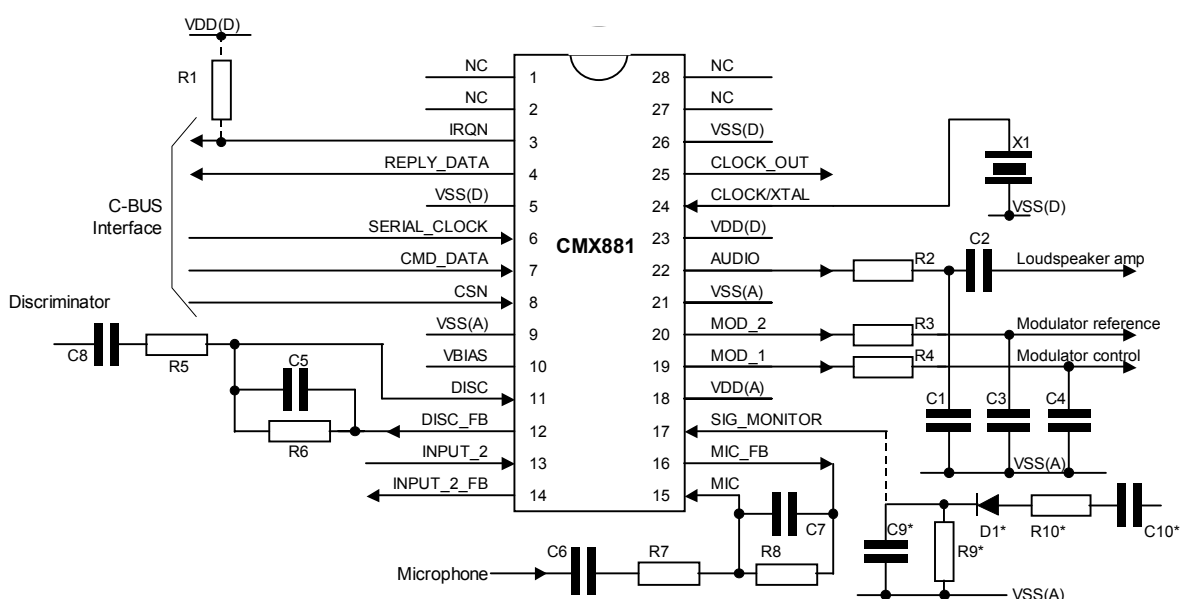 VDD(D)
R1
C-BUS
Interface
Discriminator
C8
R5
C5
R6
NC
NC
IRQN
REPLY_DATA
VSS(D)
SERIAL_CLOCK
CMD_DATA
CSN
VSS(A)
VBIAS
DISC
DISC_FB
INPUT_2
INPUT_2_FB
1
2
3
4
5
6
7
8
9
10
11
12
13
14
CMX881
28
27
26
25
24
23
22
21
20
19
18
17
16
15
NC
NC
VSS(D)
CLOCK_OUT
CLOCK/XTAL
VDD(D)
AUDIO
VSS(A)
MOD_2
MOD_1
VDD(A)
SIG_MONITOR
MIC_FB
MIC
X1
VSS(D)
R2
C2
Loudspeaker amp
R3
Modulator reference
R4
Modulator control
C1
C3
C4
VSS(A)
C7
C9*
R9*
D1*
R10*
C10*
VSS(A)
Microphone
C6
R7
R8